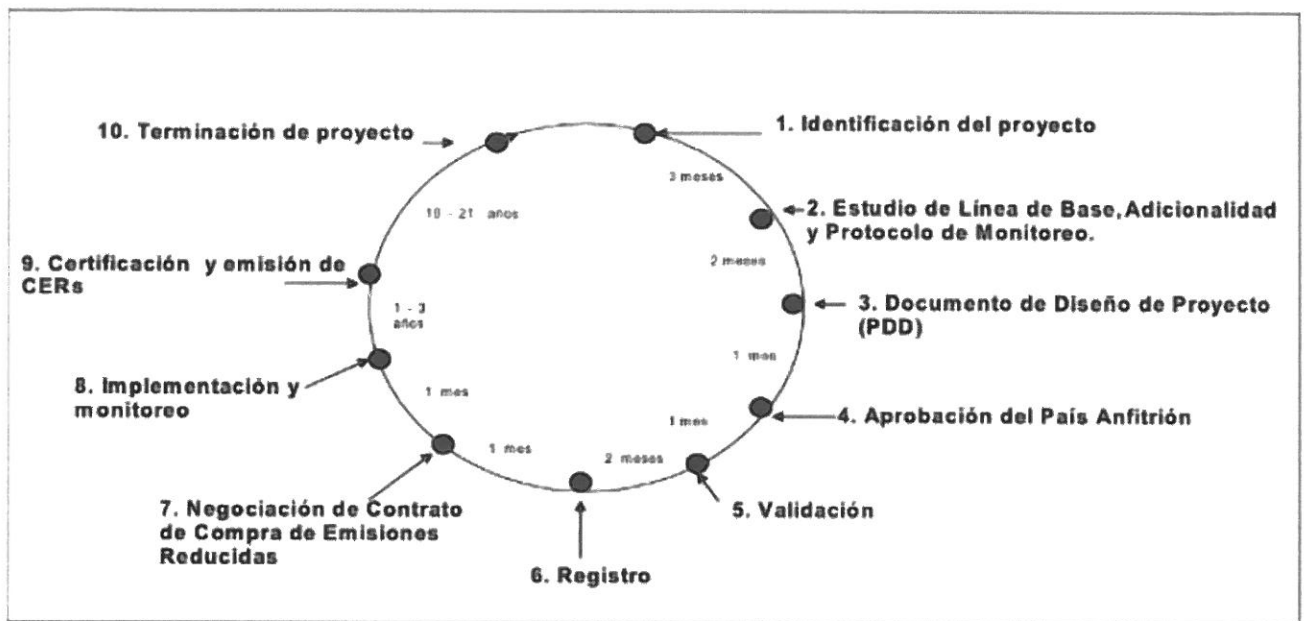 10. Terminación de proyecto
1. Identificación del proyecto
3 meses
2. Estudio de Línea de Base, Adicionalidad
y Protocolo de Monitoreo.
2 meses
3. Documento de Diseño de Proyecto
(PDD)
1 mes
4. Aprobación del País Anfitrión
1 mes
5. Validación
2 meses
6. Registro
1 mes
7. Negociación de Contrato
de Compra de Emisiones
Reducidas
1 mes
8. Implementación y
monitoreo
1 - 3
años
9. Certificación y emisión de
CERs
- 21 años